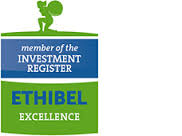 member of the
INVESTMENT
REGISTER
ETHIBEL
EXCELLENCE